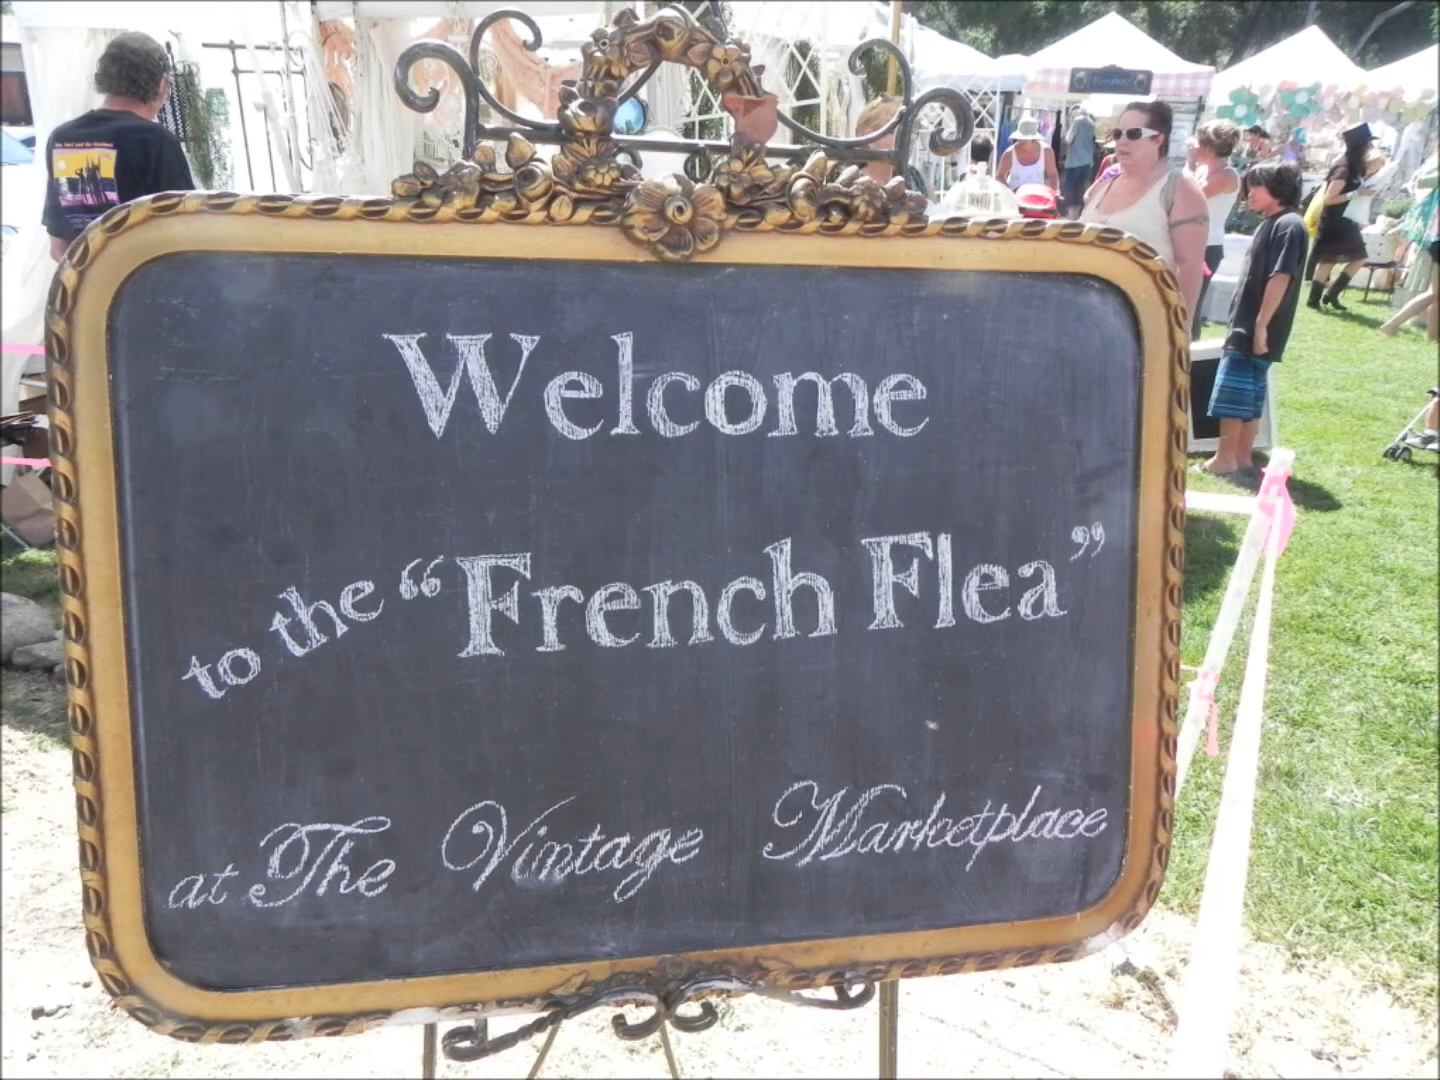 Welcome
to the “French Flea”
at The Vintage Marketplace